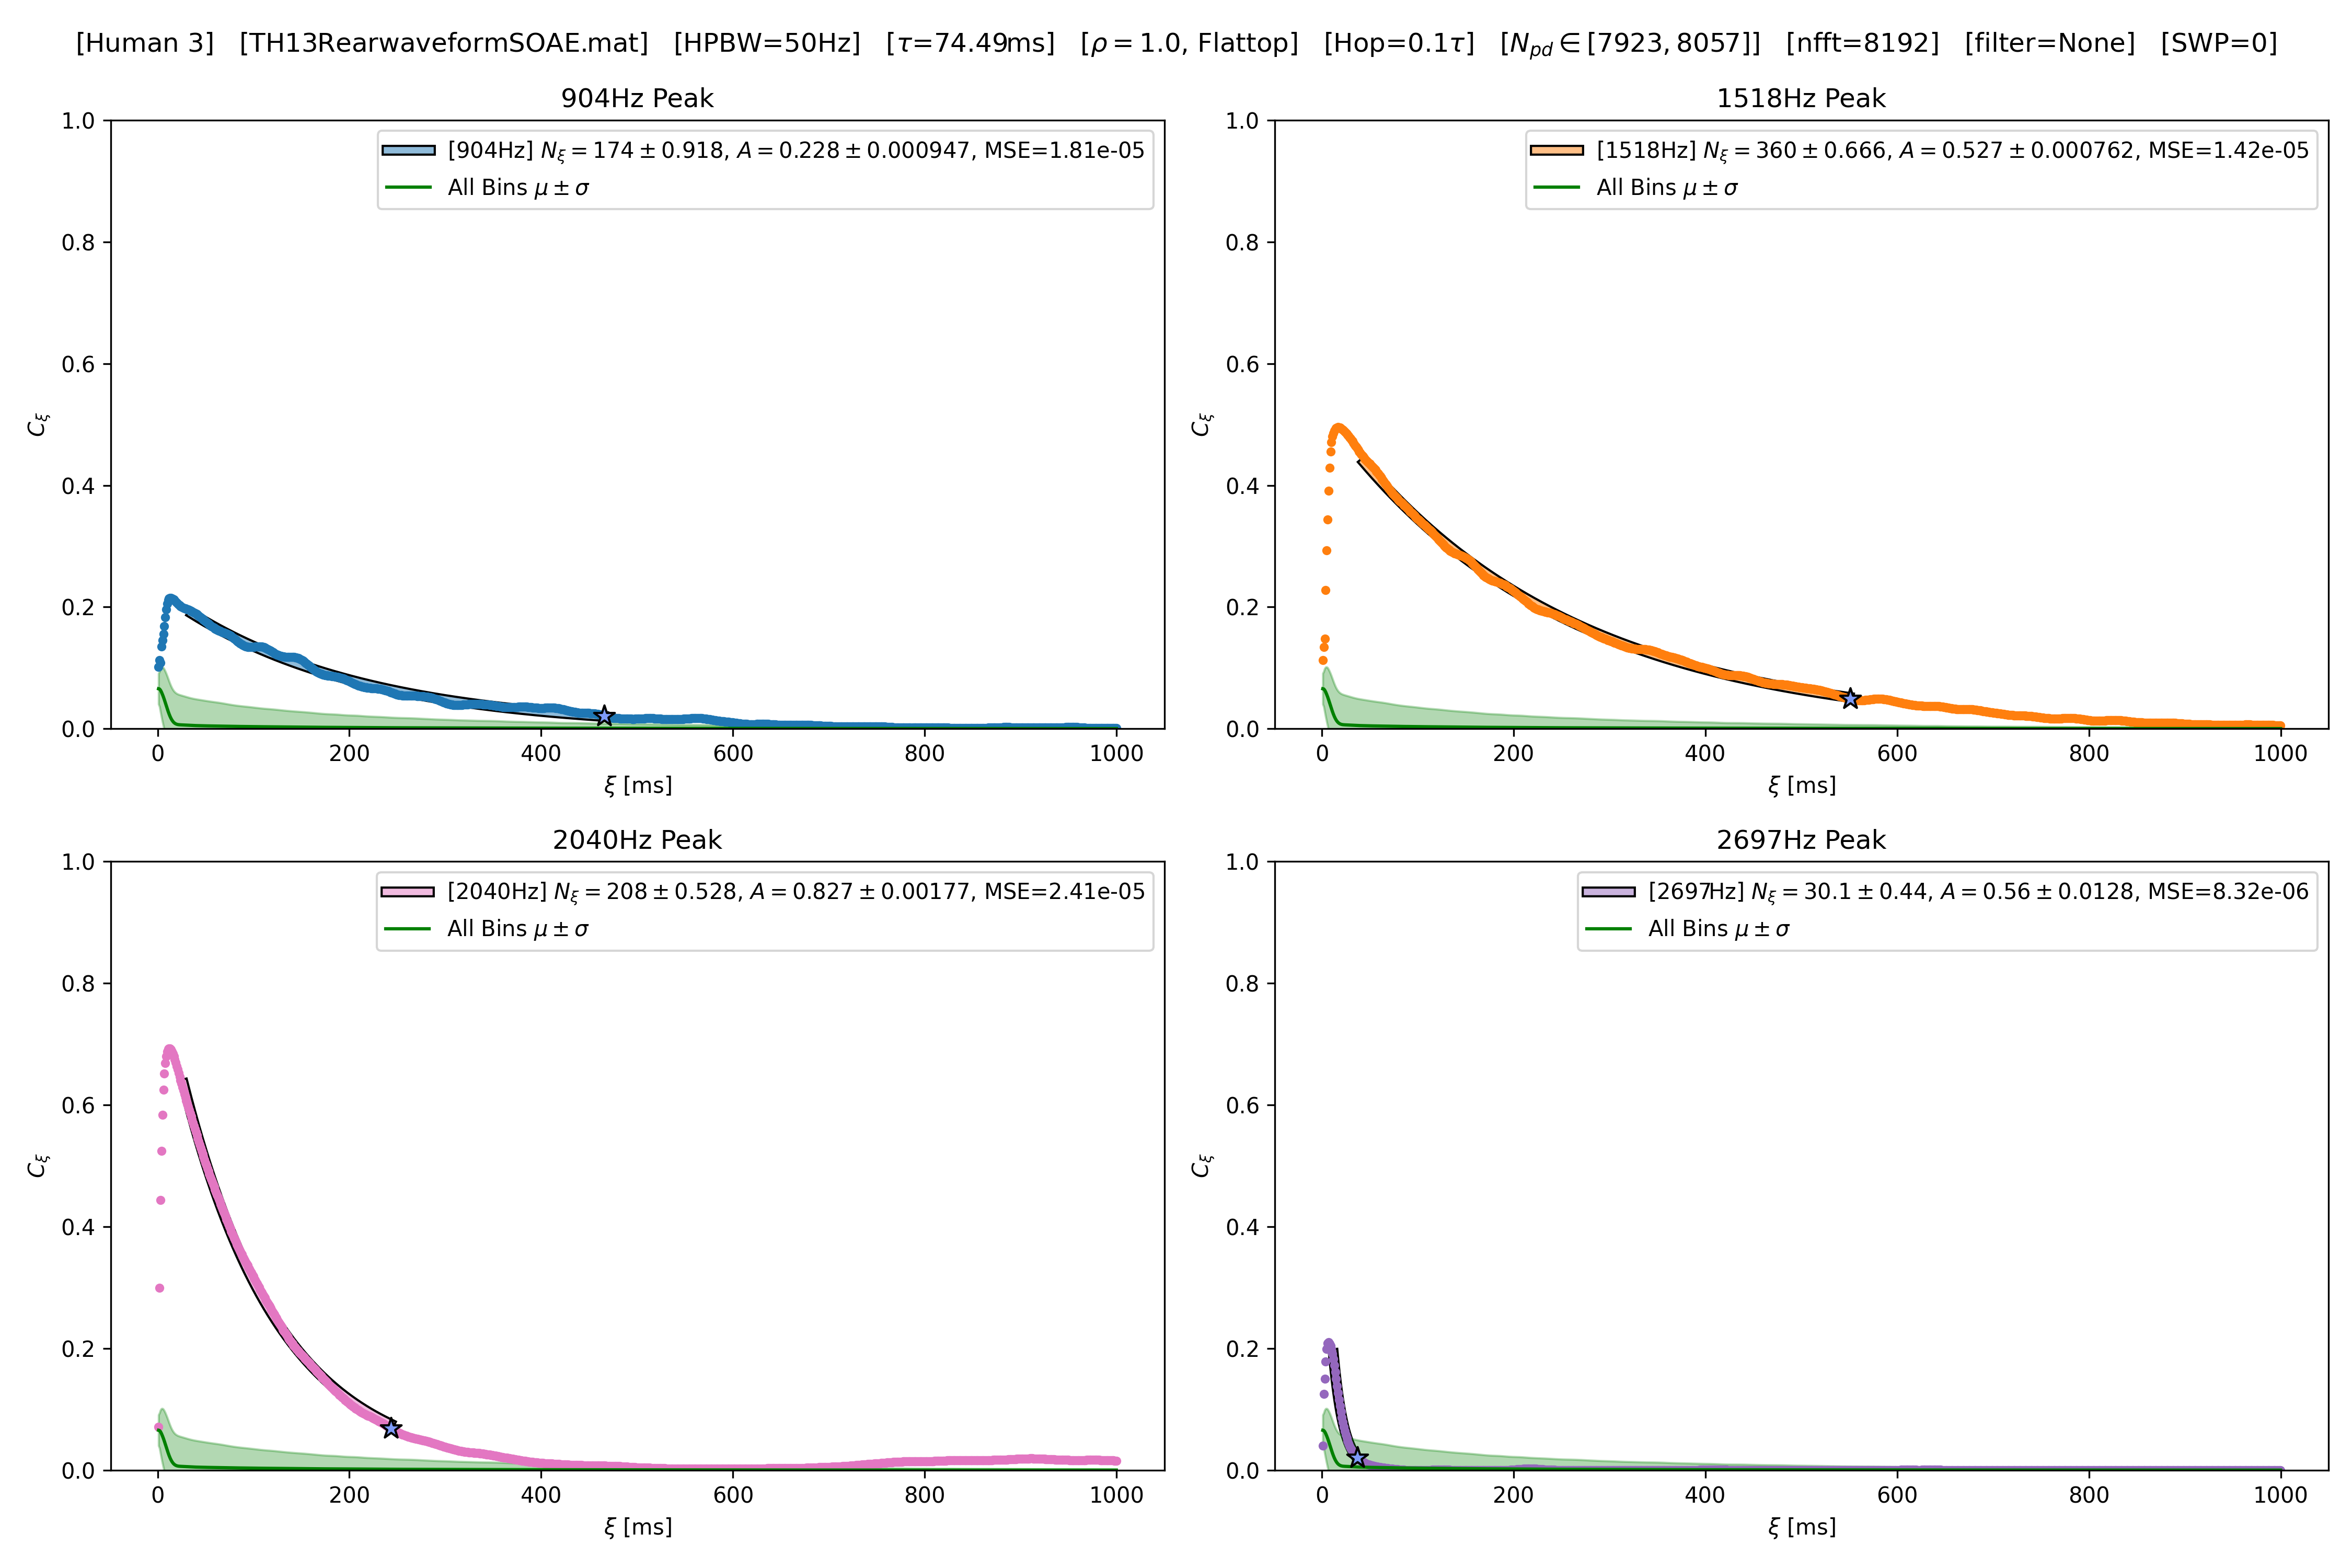 [Human 3] [TH13RearwaveformSOAE.mat] [HPBW=50Hz] [τ=74.49ms] [ρ = 1.0, Flattop] [Hop=0.1τ] [N_pd ∈ [7923, 8057]] [nfft=8192] [filter=None] [SWP=0]
904Hz Peak
1.0
0.8
0.6
0.4
0.2
0.0
C_ξ
[904Hz] N_ξ = 174 ± 0.918, A = 0.228 ± 0.000947, MSE=1.81e-05
All Bins μ ± σ
0 200 400 600 800 1000
ξ [ms]
1518Hz Peak
1.0
0.8
0.6
0.4
0.2
0.0
C_ξ
[1518Hz] N_ξ = 360 ± 0.666, A = 0.527 ± 0.000762, MSE=1.42e-05
All Bins μ ± σ
0 200 400 600 800 1000
ξ [ms]
2040Hz Peak
1.0
0.8
0.6
0.4
0.2
0.0
C_ξ
[2040Hz] N_ξ = 208 ± 0.528, A = 0.827 ± 0.00177, MSE=2.41e-05
All Bins μ ± σ
0 200 400 600 800 1000
ξ [ms]
2697Hz Peak
1.0
0.8
0.6
0.4
0.2
0.0
C_ξ
[2697Hz] N_ξ = 30.1 ± 0.44, A = 0.56 ± 0.0128, MSE=8.32e-06
All Bins μ ± σ
0 200 400 600 800 1000
ξ [ms]